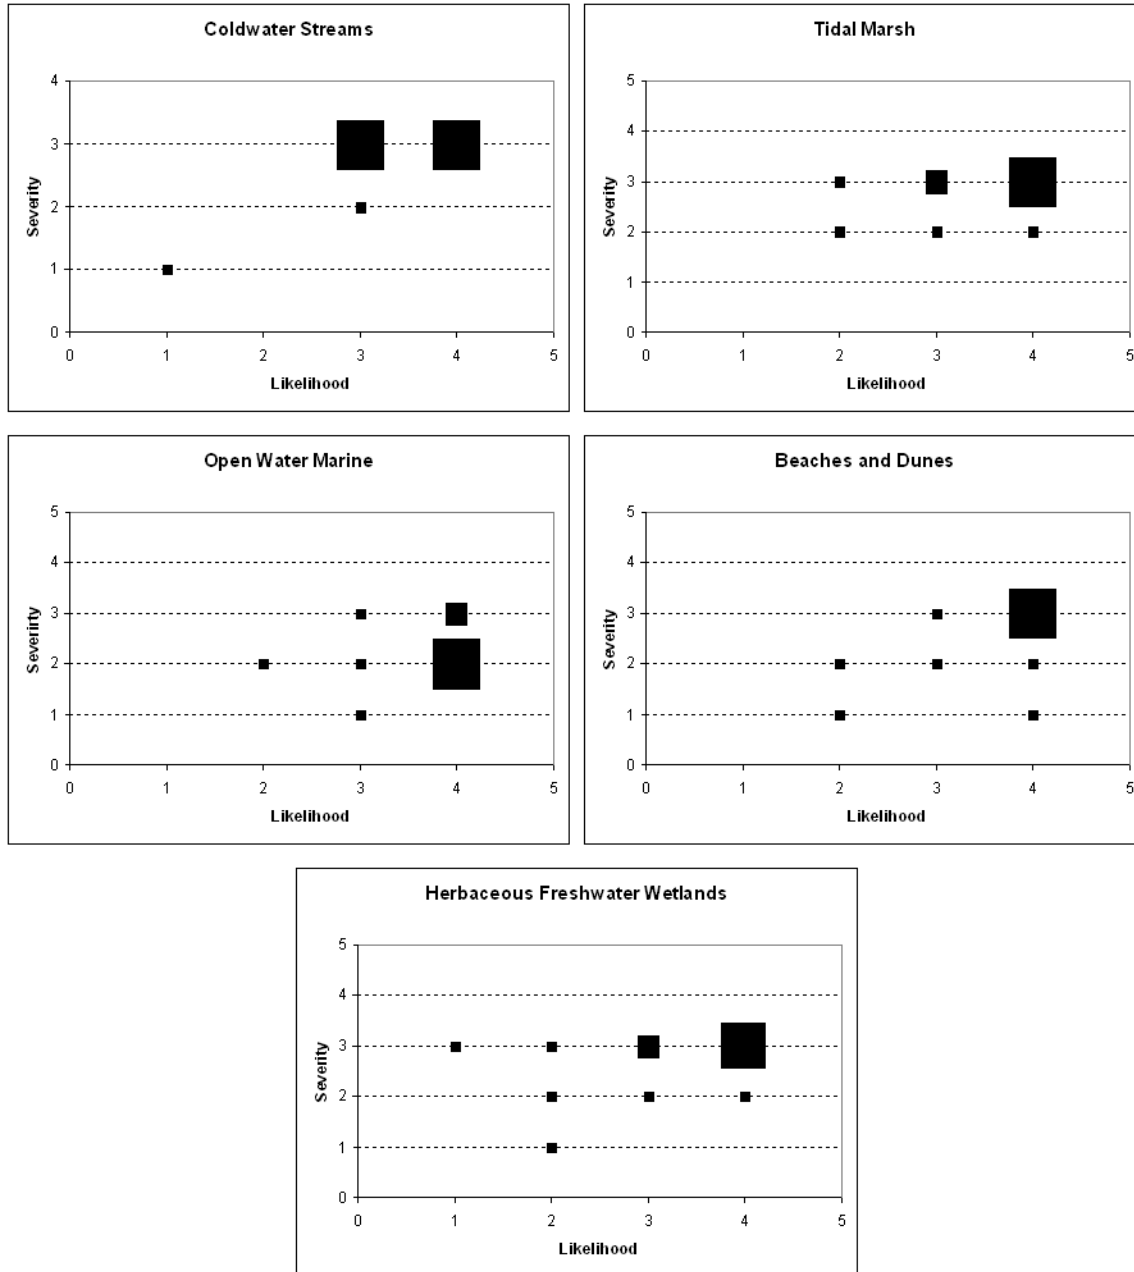 Coldwater Streams
4
3
2
1
0
Severity
0 1 2 3 4 5
Likelihood
Tidal Marsh
5
4
3
2
1
0
Severity
0 1 2 3 4 5
Likelihood
Open Water Marine
5
4
3
2
1
0
Severirty
0 1 2 3 4 5
Likelihood
Beaches and Dunes
5
4
3
2
1
0
Severity
0 1 2 3 4 5
Likelihood
Herbaceous Freshwater Wetlands
5
4
3
2
1
0
Severity
0 1 2 3 4 5
Likelihood